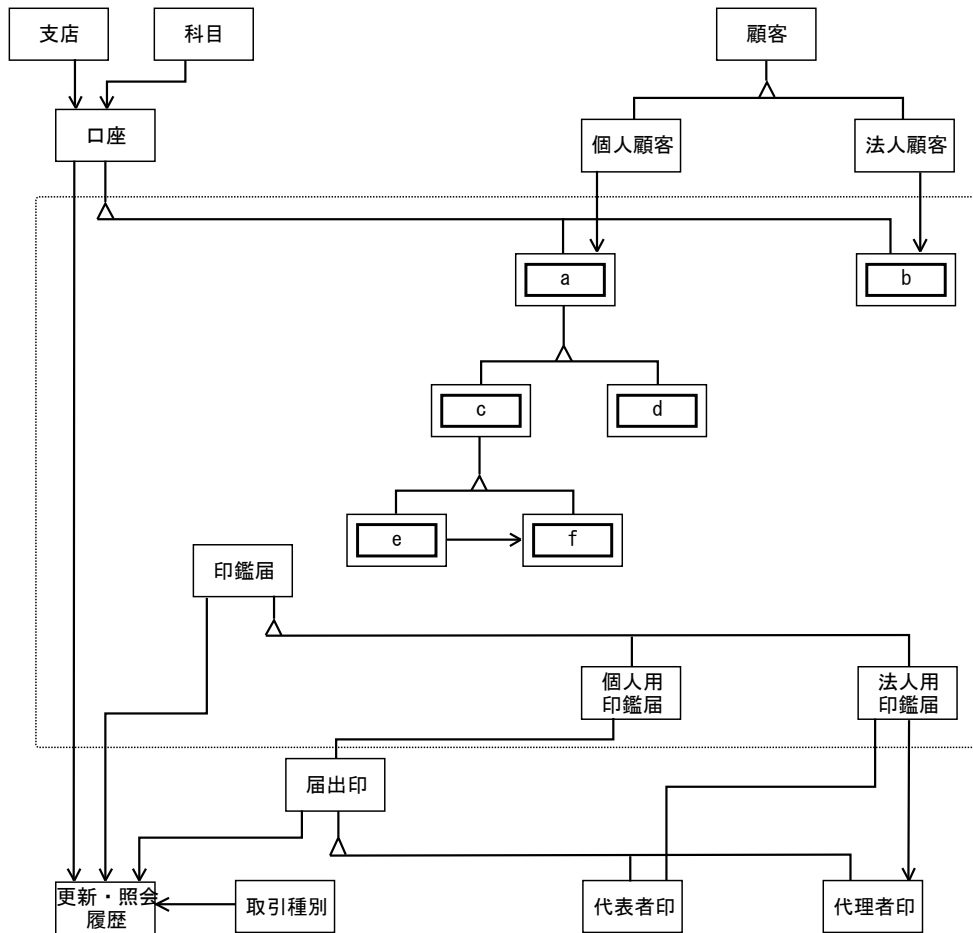 支店
科目
顧客
口座
個人顧客
法人顧客
a
b
c
d
e
f
印鑑届
個人用
印鑑届
法人用
印鑑届
届出印
更新・照会
履歴
取引種別
代表者印
代理者印